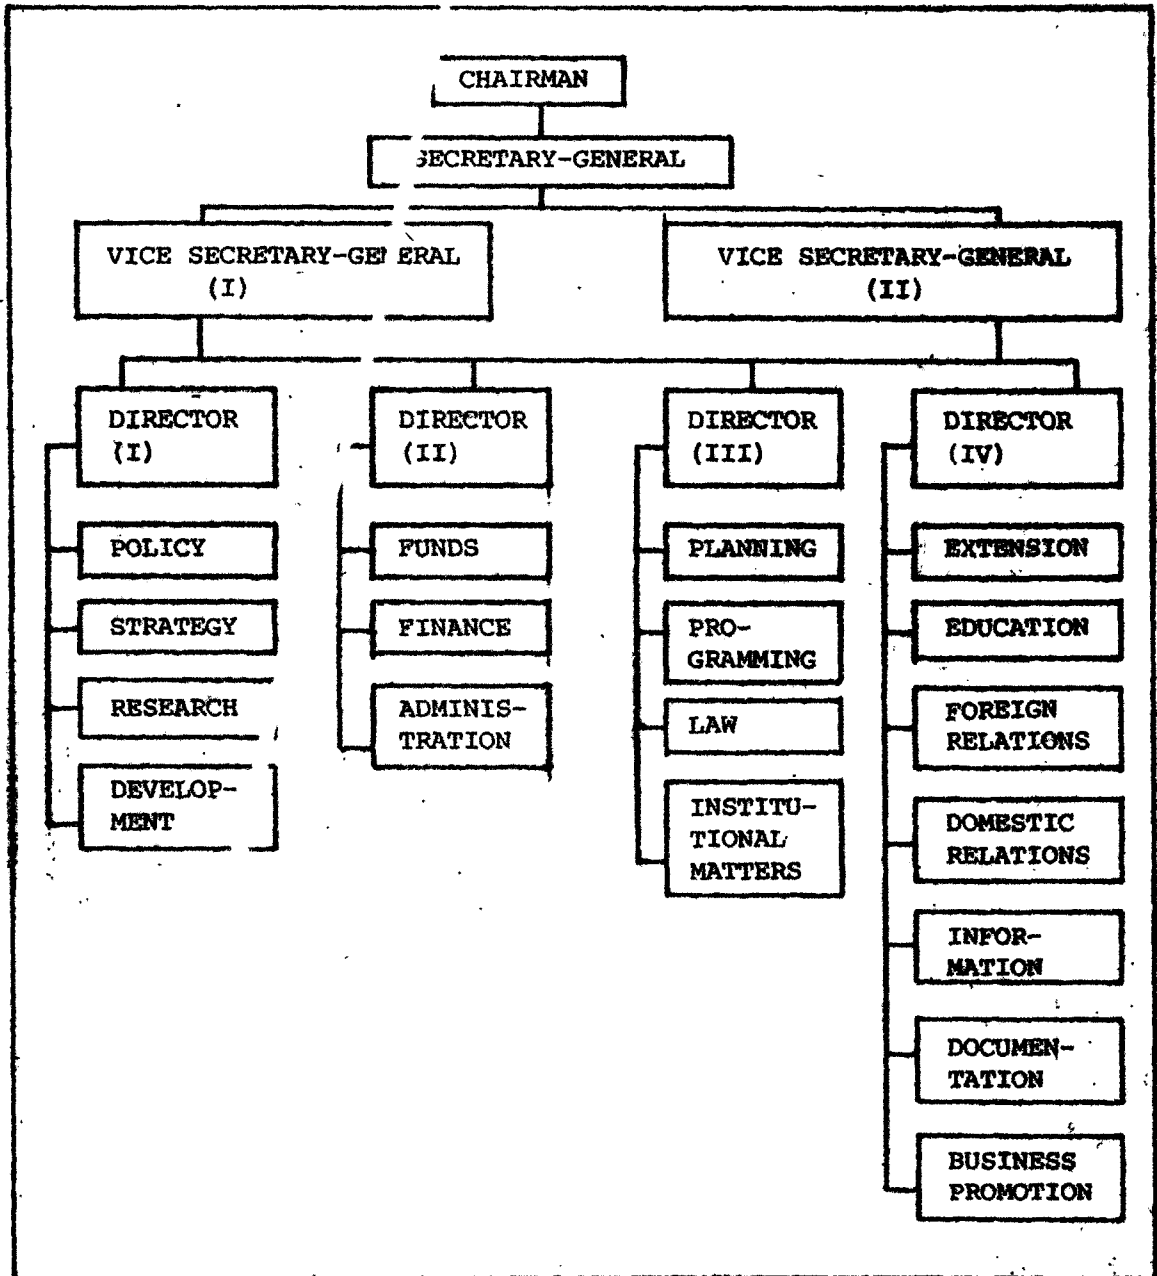 CHAIRMAN
SECRETARY-GENERAL
VICE SECRETARY-GENERAL
(I)
VICE SECRETARY-GENERAL
(II)
DIRECTOR
(I)
POLICY
STRATEGY
RESEARCH
DEVELOP-
MENT
DIRECTOR
(II)
FUNDS
FINANCE
ADMINIS-
TRATION
DIRECTOR
(III)
PLANNING
PRO-
GRAMMING
LAW
INSTITU-
TIONAL
MATTERS
DIRECTOR
(IV)
EXTENSION
EDUCATION
FOREIGN
RELATIONS
DOMESTIC
RELATIONS
INFOR-
MATION
DOCUMEN-
TATION
BUSINESS
PROMOTION